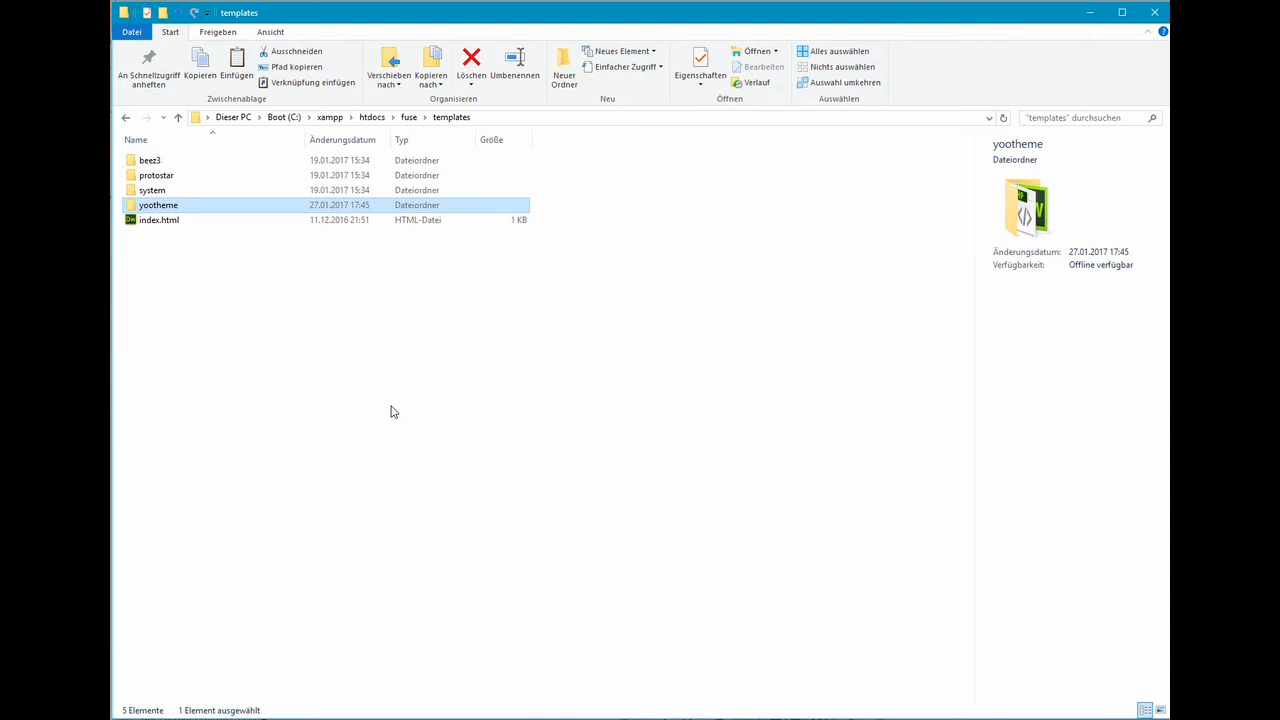 templates
Datei Start Freigeben Ansicht
An Schnellzugriff anheften
Kopieren
Einfügen
Ausschneiden
Pfad kopieren
Verknüpfung einfügen
Zwischenablage
Verschieben nach
Kopieren nach
Löschen
Umbenennen
Organisieren
Neuer Ordner
Neues Element
Einfacher Zugriff
Neu
Eigenschaften
Öffnen
Bearbeiten
Verlauf
Öffnen
Alles auswählen
Nichts auswählen
Auswahl umkehren
Auswählen
Dieser PC > Boot (C:) > xampp > htdocs > fuse > templates
"templates" durchsuchen
Name Änderungsdatum Typ Größe
beez3 19.01.2017 15:34 Dateiordner
protostar 19.01.2017 15:34 Dateiordner
system 19.01.2017 15:34 Dateiordner
yootheme 27.01.2017 17:45 Dateiordner
index.html 11.12.2016 21:51 HTML-Datei 1 KB
yootheme
Dateiordner
Änderungsdatum: 27.01.2017 17:45
Verfügbarkeit: Offline verfügbar
5 Elemente 1 Element ausgewählt